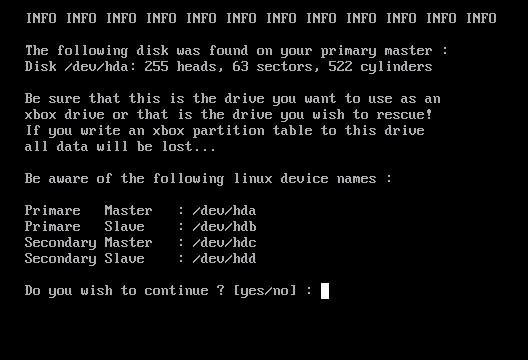 INFO INFO INFO INFO INFO INFO INFO INFO INFO INFO INFO INFO
The following disk was found on your primary master :
Disk /dev/hda: 255 heads, 63 sectors, 522 cylinders
Be sure that this is the drive you want to use as an
xbox drive or that is the drive you wish to rescue!
If you write an xbox partition table to this drive
all data will be lost...
Be aware of the following linux device names :
Primare Master : /dev/hda
Primare Slave : /dev/hdb
Secondary Master : /dev/hdc
Secondary Slave : /dev/hdd
Do you wish to continue ? [yes/no] :